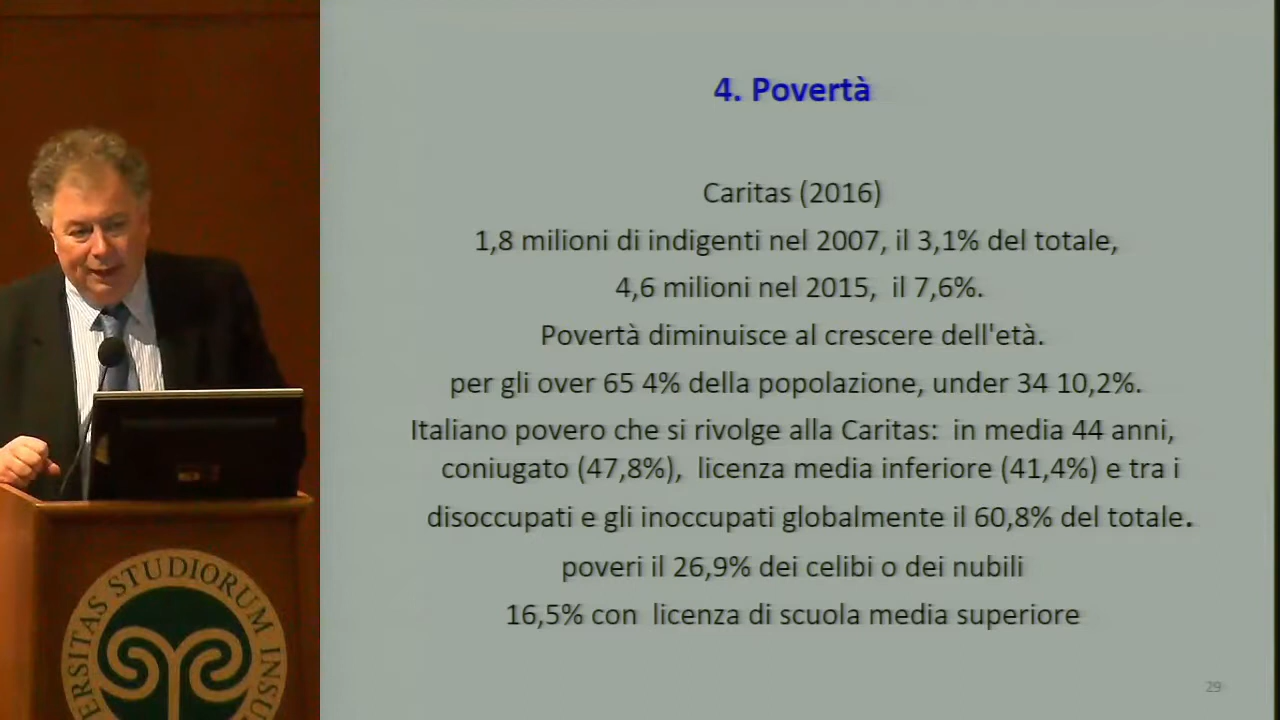 4. Povertà
Caritas (2016)
1,8 milioni di indigenti nel 2007, il 3,1% del totale,
4,6 milioni nel 2015, il 7,6%.
Povertà diminuisce al crescere dell'età.
per gli over 65 4% della popolazione, under 34 10,2%.
Italiano povero che si rivolge alla Caritas: in media 44 anni,
coniugato (47,8%), licenza media inferiore (41,4%) e tra i
disoccupati e gli inoccupati globalmente il 60,8% del totale.
poveri il 26,9% dei celibi o dei nubili
16,5% con licenza di scuola media superiore
29
ERSITAS STUDIORUM INSU